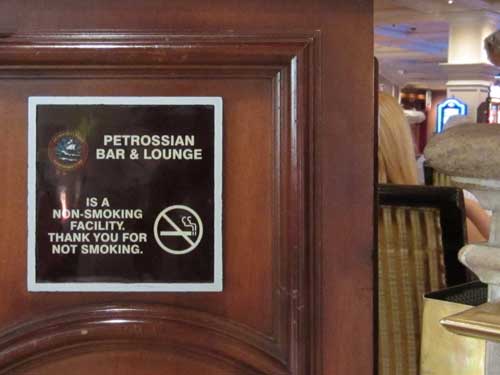 PETROSSIAN
BAR & LOUNGE
IS A
NON-SMOKING
FACILITY.
THANK YOU FOR
NOT SMOKING.